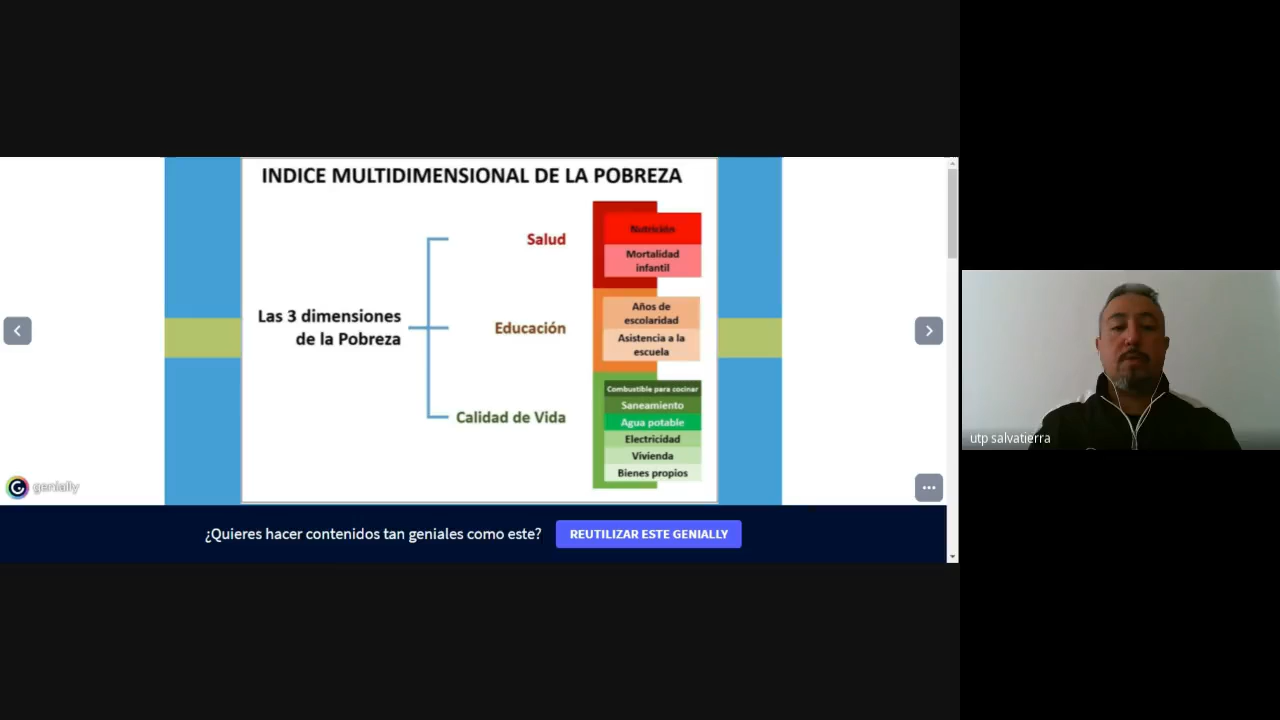 INDICE MULTIDIMENSIONAL DE LA POBREZA
Las 3 dimensiones
de la Pobreza
Salud
Nutrición
Mortalidad
infantil
Educación
Años de
escolaridad
Asistencia a la
escuela
Calidad de Vida
Combustible para cocinar
Saneamiento
Agua potable
Electricidad
Vivienda
Bienes propios
genially
¿Quieres hacer contenidos tan geniales como este?
REUTILIZAR ESTE GENIALLY
utp salvatierra